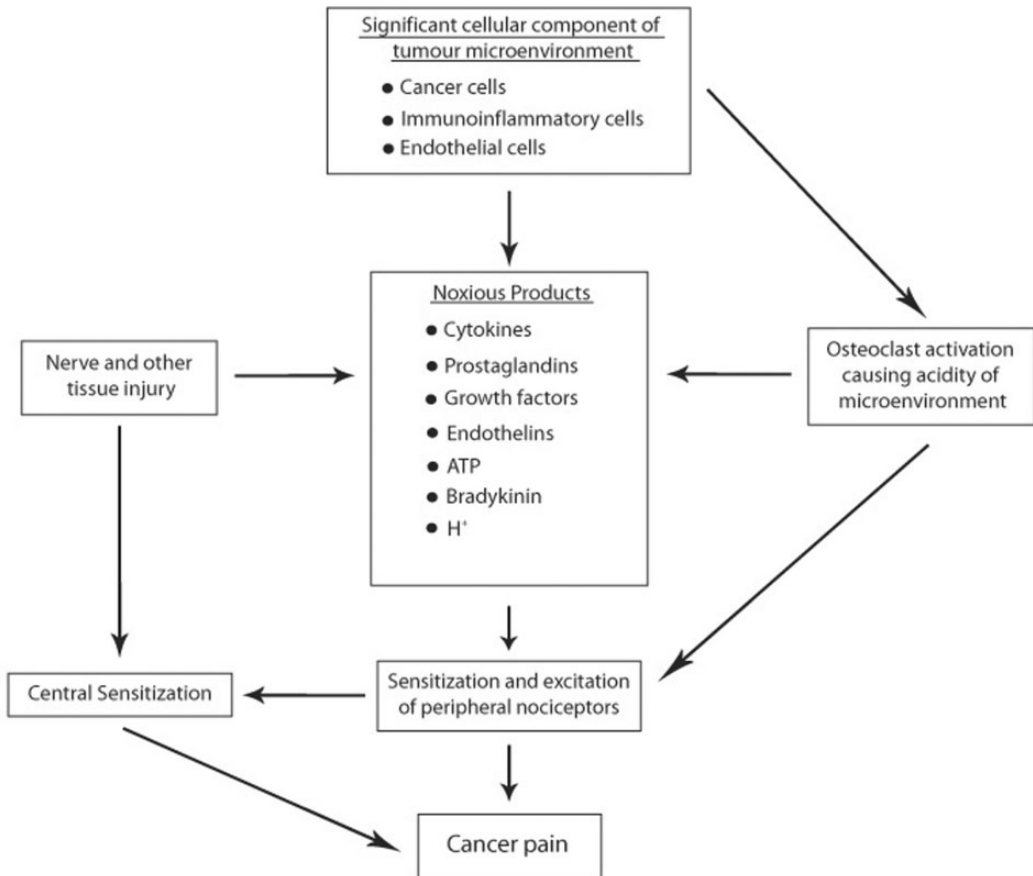 Significant cellular component of
tumour microenvironment
● Cancer cells
● Immunoinflammatory cells
● Endothelial cells
Noxious Products
● Cytokines
● Prostaglandins
● Growth factors
● Endothelins
● ATP
● Bradykinin
● H⁺
Nerve and other
tissue injury
Osteoclast activation
causing acidity of
microenvironment
Central Sensitization
Sensitization and excitation
of peripheral nociceptors
Cancer pain